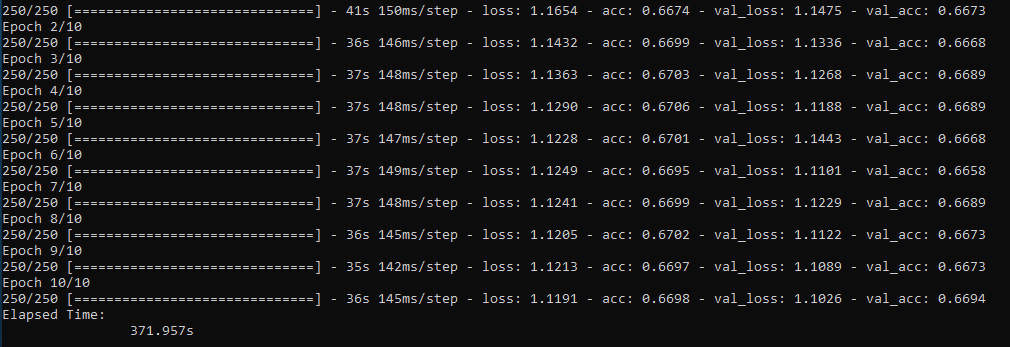 250/250 [==============================] - 41s 150ms/step - loss: 1.1654 - acc: 0.6674 - val_loss: 1.1475 - val_acc: 0.6673
Epoch 2/10
250/250 [==============================] - 36s 146ms/step - loss: 1.1432 - acc: 0.6699 - val_loss: 1.1336 - val_acc: 0.6668
Epoch 3/10
250/250 [==============================] - 37s 148ms/step - loss: 1.1363 - acc: 0.6703 - val_loss: 1.1268 - val_acc: 0.6689
Epoch 4/10
250/250 [==============================] - 37s 148ms/step - loss: 1.1290 - acc: 0.6706 - val_loss: 1.1188 - val_acc: 0.6689
Epoch 5/10
250/250 [==============================] - 37s 147ms/step - loss: 1.1228 - acc: 0.6701 - val_loss: 1.1443 - val_acc: 0.6668
Epoch 6/10
250/250 [==============================] - 37s 149ms/step - loss: 1.1249 - acc: 0.6695 - val_loss: 1.1101 - val_acc: 0.6658
Epoch 7/10
250/250 [==============================] - 37s 148ms/step - loss: 1.1241 - acc: 0.6699 - val_loss: 1.1229 - val_acc: 0.6689
Epoch 8/10
250/250 [==============================] - 36s 145ms/step - loss: 1.1205 - acc: 0.6702 - val_loss: 1.1122 - val_acc: 0.6673
Epoch 9/10
250/250 [==============================] - 35s 142ms/step - loss: 1.1213 - acc: 0.6697 - val_loss: 1.1089 - val_acc: 0.6673
Epoch 10/10
250/250 [==============================] - 36s 145ms/step - loss: 1.1191 - acc: 0.6698 - val_loss: 1.1026 - val_acc: 0.6694
Elapsed Time:
371.957s